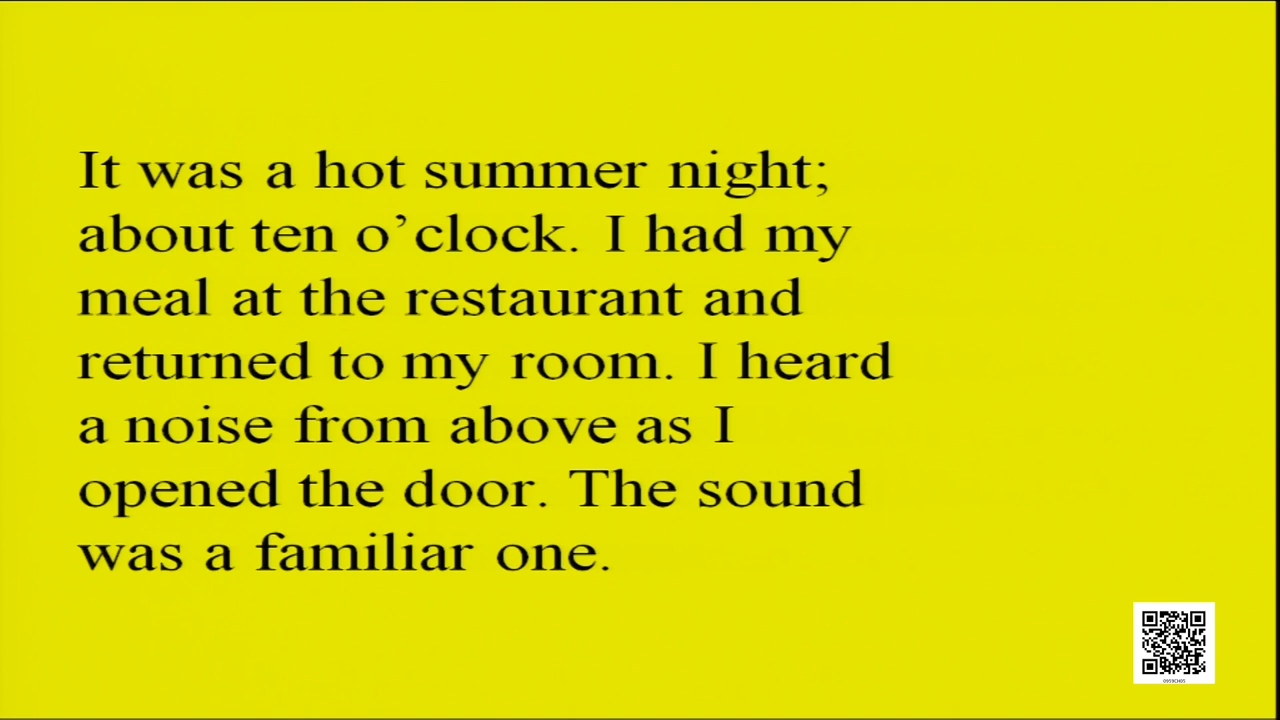 It was a hot summer night;
about ten o’clock. I had my
meal at the restaurant and
returned to my room. I heard
a noise from above as I
opened the door. The sound
was a familiar one.